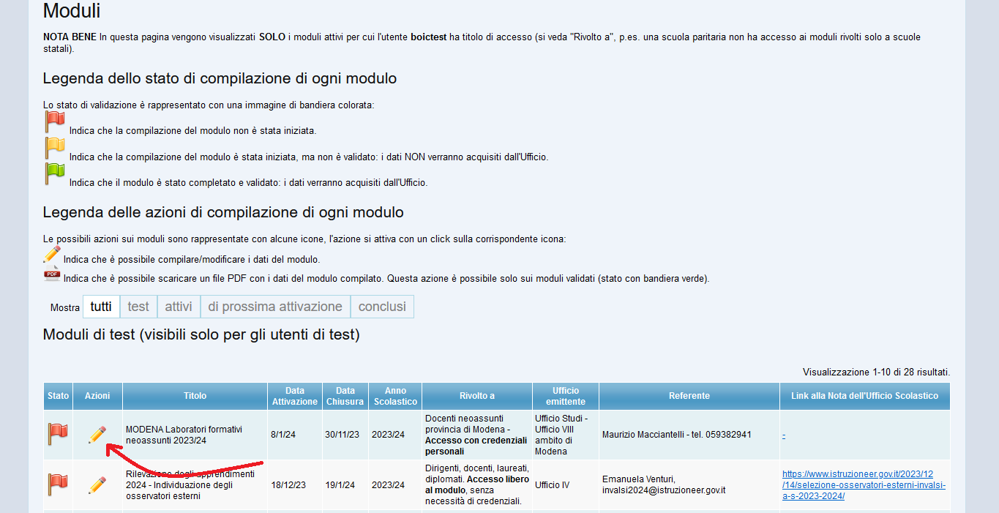 Moduli
NOTA BENE In questa pagina vengono visualizzati SOLO i moduli attivi per cui l'utente boictest ha titolo di accesso (si veda "Rivolto a", p.es. una scuola paritaria non ha accesso ai moduli rivolti solo a scuole
statali).
Legenda dello stato di compilazione di ogni modulo
Lo stato di validazione è rappresentato con una immagine di bandiera colorata:
Indica che la compilazione del modulo non è stata iniziata.
Indica che la compilazione del modulo è stata iniziata, ma non è validato: i dati NON verranno acquisiti dall'Ufficio.
Indica che il modulo è stato completato e validato: i dati verranno acquisiti dall'Ufficio.
Legenda delle azioni di compilazione di ogni modulo
Le possibili azioni sui moduli sono rappresentate con alcune icone, l'azione si attiva con un click sulla corrispondente icona:
Indica che è possibile compilare/modificare i dati del modulo.
PDF Indica che è possibile scaricare un file PDF con i dati del modulo compilato. Questa azione è possibile solo sui moduli validati (stato con bandiera verde).
Mostra tutti test attivi di prossima attivazione conclusi
Moduli di test (visibili solo per gli utenti di test)
Visualizzazione 1-10 di 28 risultati.
Stato
Azioni
Titolo
Data
Attivazione
Data
Chiusura
Anno
Scolastico
Rivolto a
Ufficio
emittente
Referente
Link alla Nota dell'Ufficio Scolastico
MODENA Laboratori formativi
neoassunti 2023/24
8/1/24
30/11/23
2023/24
Docenti neoassunti
provincia di Modena -
Accesso con credenziali
personali
Ufficio Studi -
Ufficio VIII
ambito di
Modena
Maurizio Macciantelli - tel. 059382941
-
Rilevazione degli apprendimenti
2024 - Individuazione degli
osservatori esterni
18/12/23
19/1/24
2023/24
Dirigenti, docenti, laureati,
diplomati. Accesso libero
al modulo, senza
necessità di credenziali.
Ufficio IV
Emanuela Venturi,
invalsi2024@istruzioneer.gov.it
https://www.istruzioneer.gov.it/2023/12
/14/selezione-osservatori-esterni-invalsi-
a-s-2023-2024/